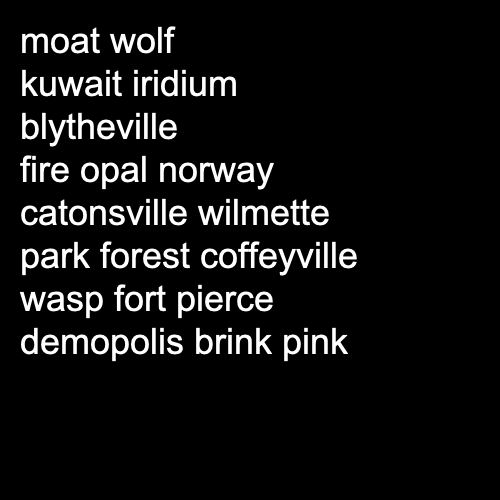 moat wolf
kuwait iridium
blytheville
fire opal norway
catonsville wilmette
park forest coffeyville
wasp fort pierce
demopolis brink pink